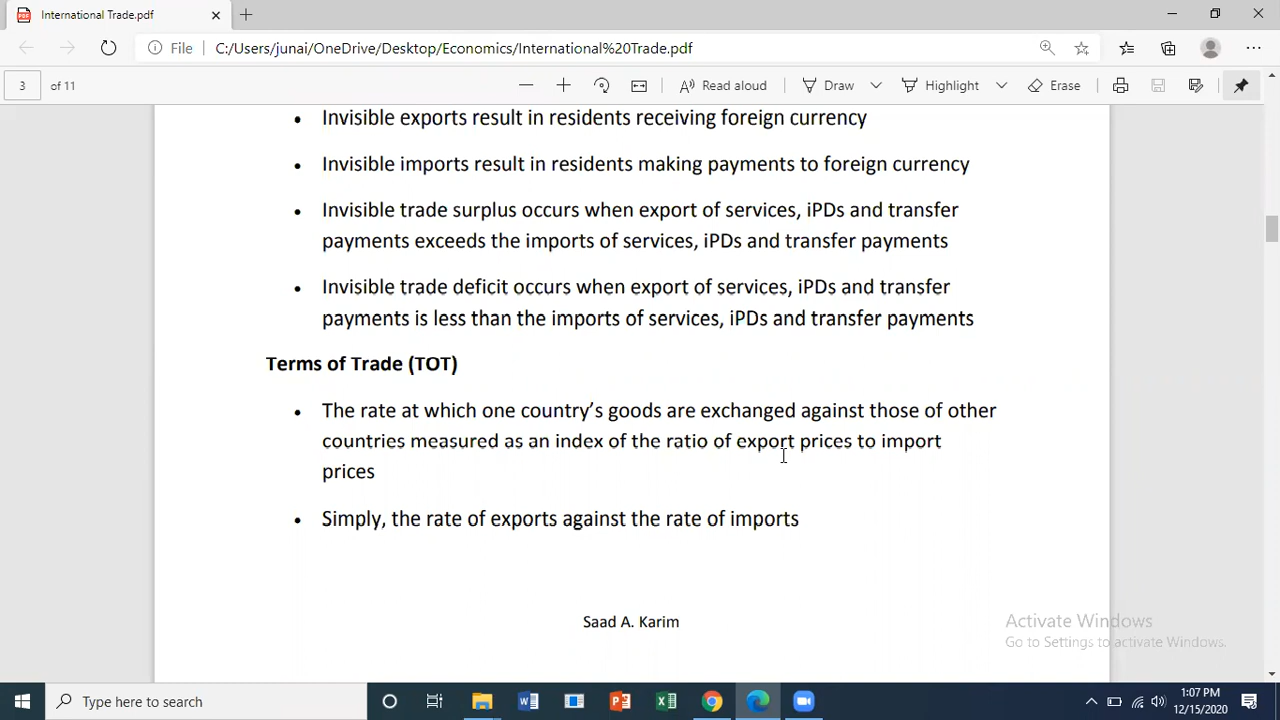 International Trade.pdf
File C:/Users/junai/OneDrive/Desktop/Economics/International%20Trade.pdf
3 of 11 Read aloud Draw Highlight Erase
• Invisible exports result in residents receiving foreign currency
• Invisible imports result in residents making payments to foreign currency
• Invisible trade surplus occurs when export of services, iPDs and transfer
payments exceeds the imports of services, iPDs and transfer payments
• Invisible trade deficit occurs when export of services, iPDs and transfer
payments is less than the imports of services, iPDs and transfer payments
Terms of Trade (TOT)
• The rate at which one country’s goods are exchanged against those of other
countries measured as an index of the ratio of export prices to import
prices
• Simply, the rate of exports against the rate of imports
Saad A. Karim
Activate Windows
Go to Settings to activate Windows.
Type here to search
1:07 PM
12/15/2020